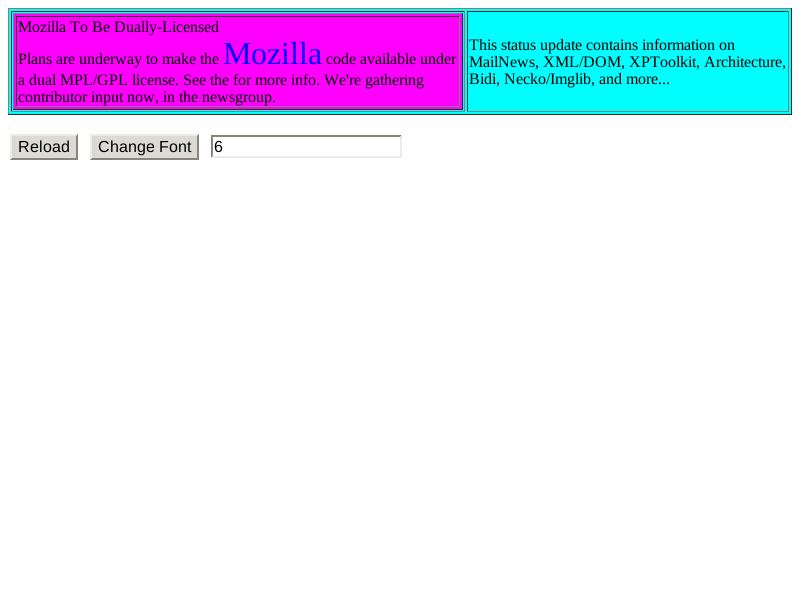 Mozilla To Be Dually-Licensed
Plans are underway to make the Mozilla code available under
a dual MPL/GPL license. See the for more info. We're gathering
contributor input now, in the newsgroup.
This status update contains information on
MailNews, XML/DOM, XPToolkit, Architecture,
Bidi, Necko/Imglib, and more...
Reload Change Font 6